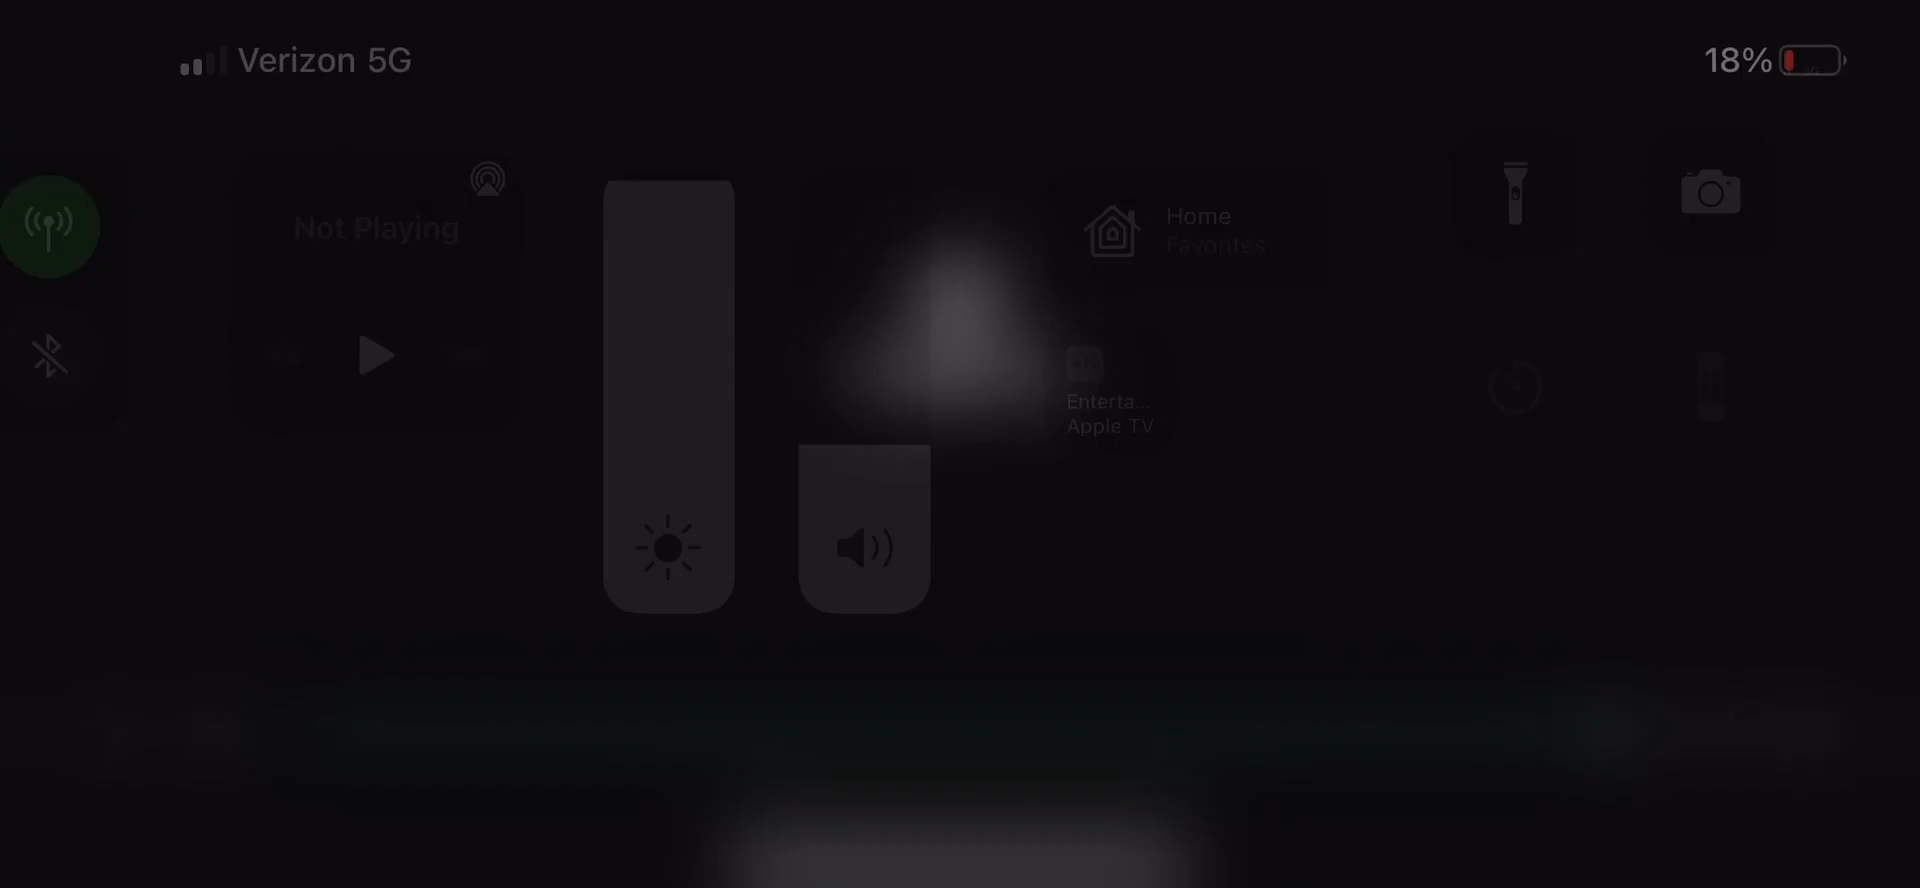 Verizon 5G
18%
Not Playing
Home
Favorites
Enterta...
Apple TV